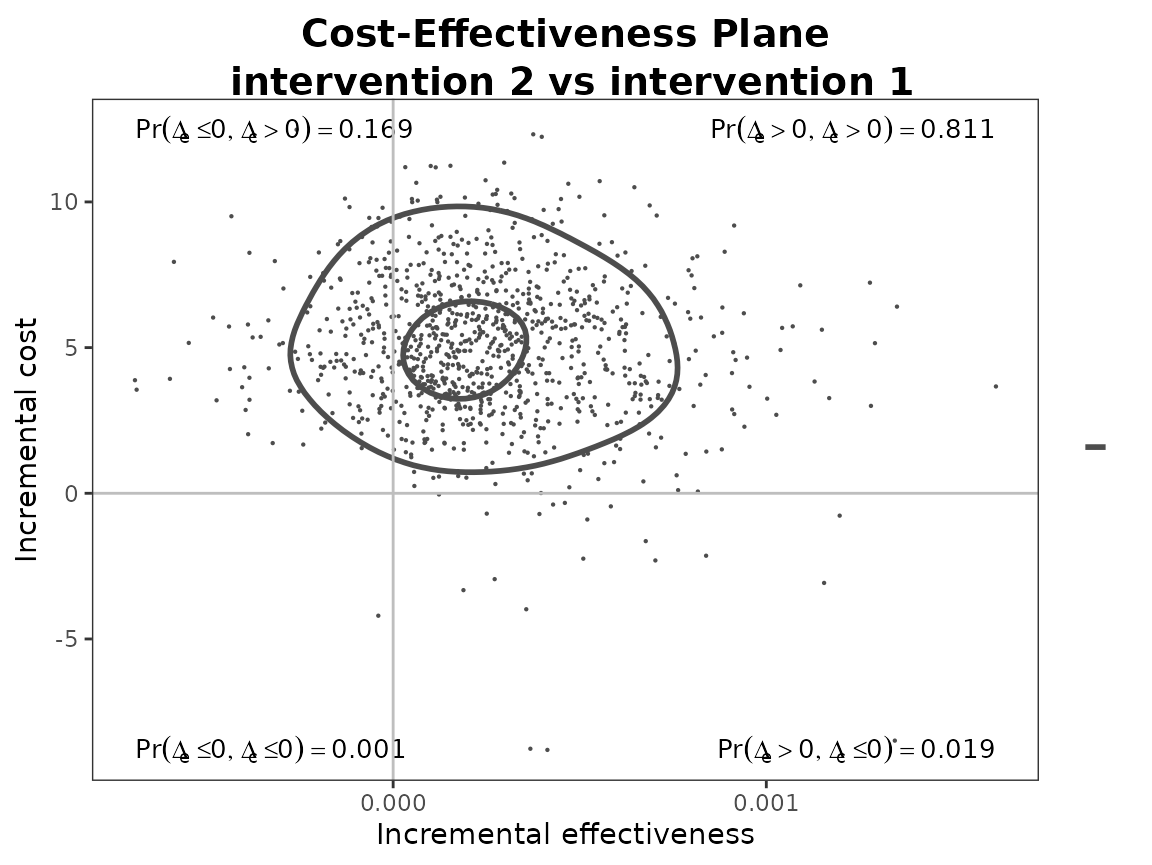 Cost-Effectiveness Plane
intervention 2 vs intervention 1
Pr(Δe ≤ 0, Δc > 0) = 0.169
Pr(Δe > 0, Δc > 0) = 0.811
10
5
0
-5
Incremental cost
Pr(Δe ≤ 0, Δc ≤ 0) = 0.001
Pr(Δe > 0, Δc ≤ 0) = 0.019
0.000
0.001
Incremental effectiveness